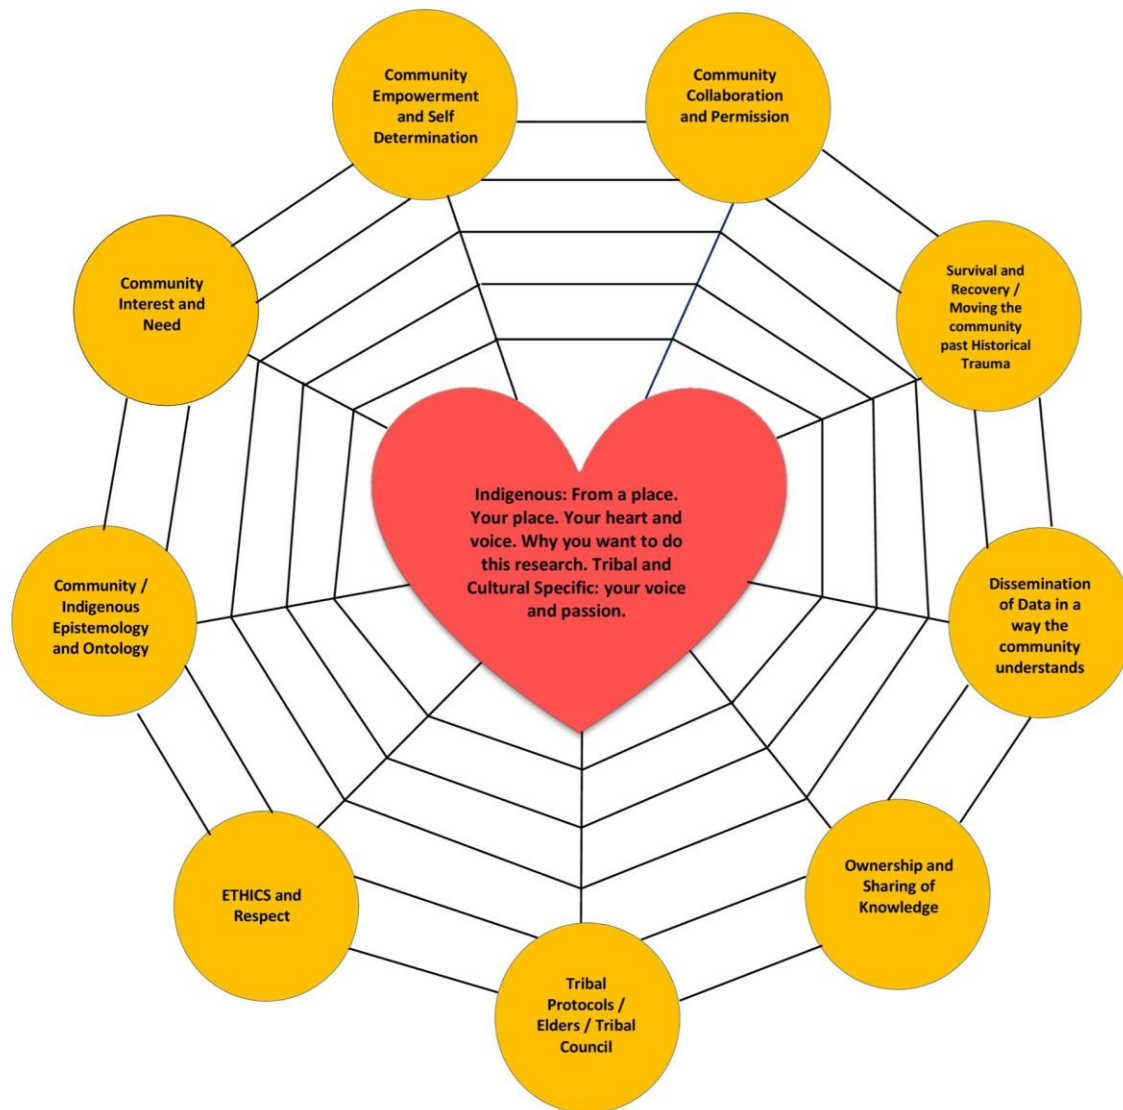 Community
Empowerment
and Self
Determination
Community
Collaboration
and Permission
Survival and
Recovery /
Moving the
community
past Historical
Trauma
Dissemination
of Data in a
way the
community
understands
Ownership and
Sharing of
Knowledge
Tribal
Protocols /
Elders / Tribal
Council
ETHICS and
Respect
Community /
Indigenous
Epistemology
and Ontology
Community
Interest and
Need
Indigenous: From a place.
Your place. Your heart and
voice. Why you want to do
this research. Tribal and
Cultural Specific: your voice
and passion.